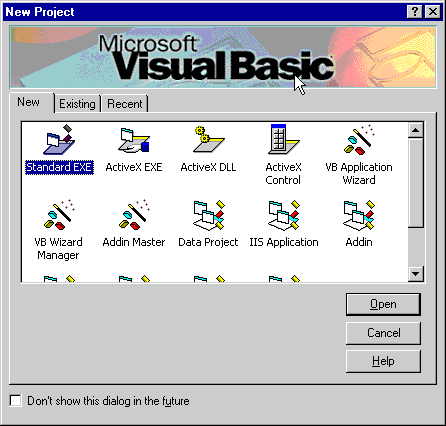 New Project
Microsoft
Visual Basic
New Existing Recent
Standard EXE ActiveX EXE ActiveX DLL ActiveX Control VB Application Wizard
VB Wizard Manager Addin Master Data Project IIS Application Addin
Open
Cancel
Help
Don't show this dialog in the future